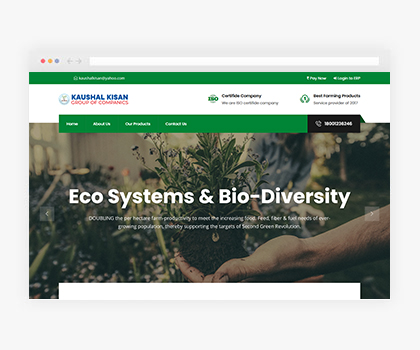 kaushalkisan@yahoo.com
Pay Now
Login to ERP
KAUSHAL KISAN
GROUP OF COMPANICS
ISO
Certifide Company
We are ISO certifide company
Best Farming Products
Service provider of 2017
Home
About Us
Our Products
Contact Us
18001236346
Eco Systems & Bio-Diversity
DOUBLING the per hectare farm-productivity to meet the increasing food, Feed, Fiber & fuel needs of ever-
growing population, thereby supporting the targets of Second Green Revolution..